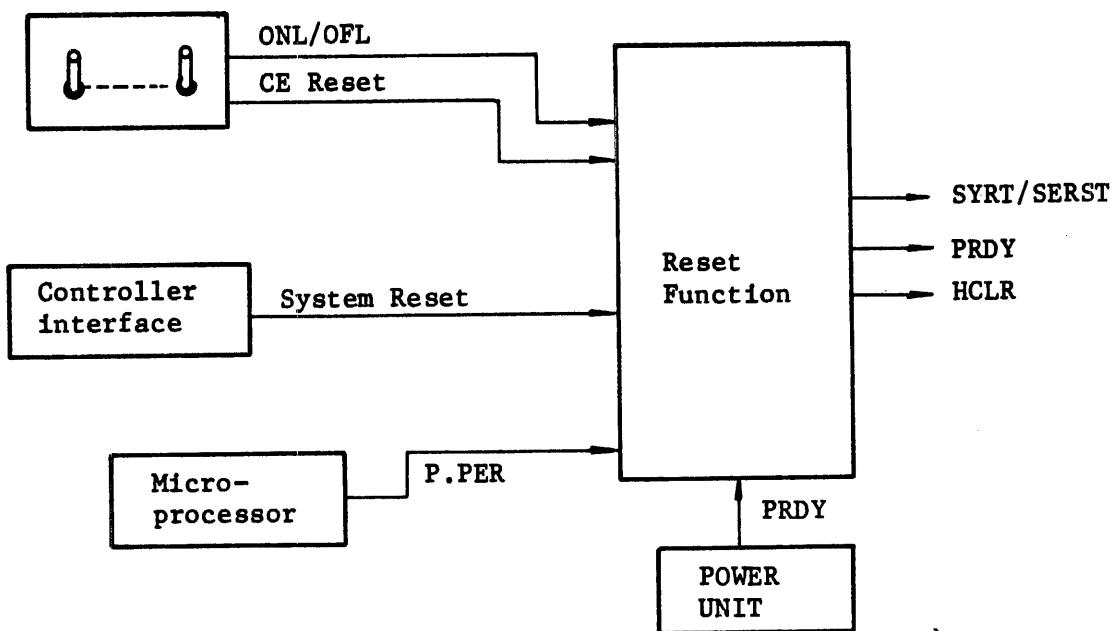 ONL/OFL
CE Reset
SYRT/SERST
PRDY
HCLR
Reset
Function
Controller
interface
System Reset
Micro-
processor
P.PER
PRDY
POWER
UNIT